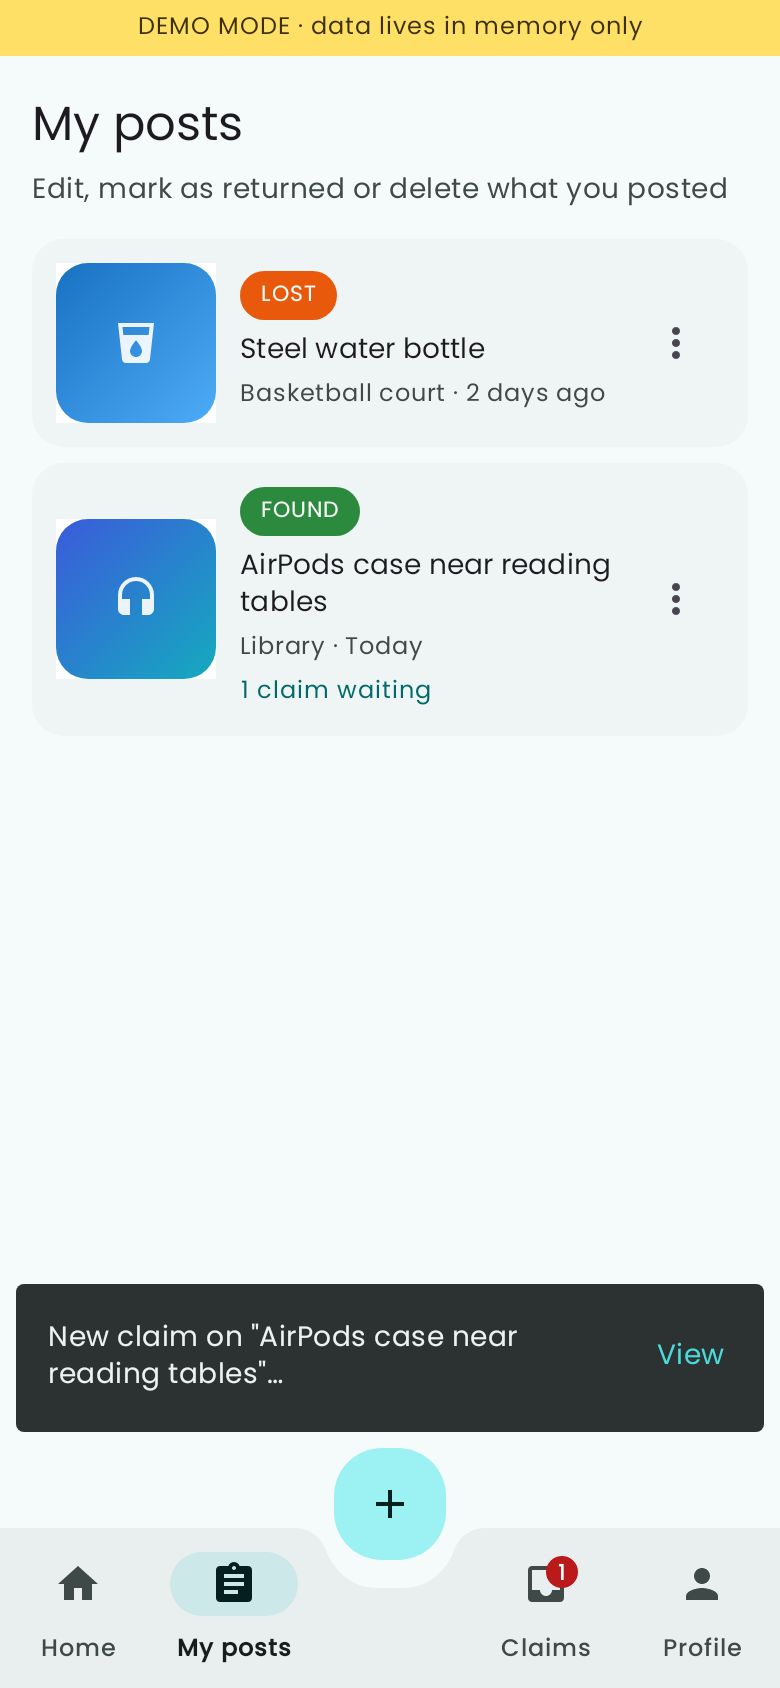 DEMO MODE · data lives in memory only
My posts
Edit, mark as returned or delete what you posted
LOST
Steel water bottle
Basketball court · 2 days ago
FOUND
AirPods case near reading
tables
Library · Today
1 claim waiting
New claim on "AirPods case near
reading tables"…
View
1
Home
My posts
Claims
Profile